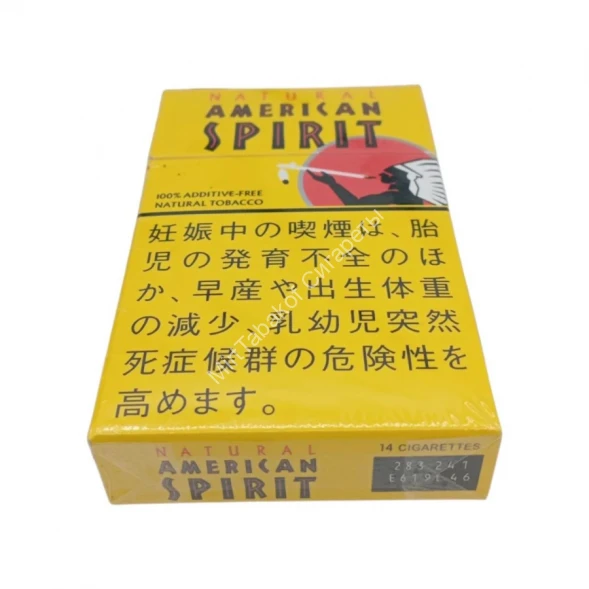 NATURAL
AMERICAN
SPIRIT
100% ADDITIVE-FREE
NATURAL TOBACCO
妊娠中の喫煙は、胎
児の発育不全のほ
か、早産や出生体重
の減少、乳幼児突然
死症候群の危険性を
高めます。
МистТabakoff Сигареты
NATURAL
AMERICAN
SPIRIT
14 CIGARETTES
283 241
E619L46